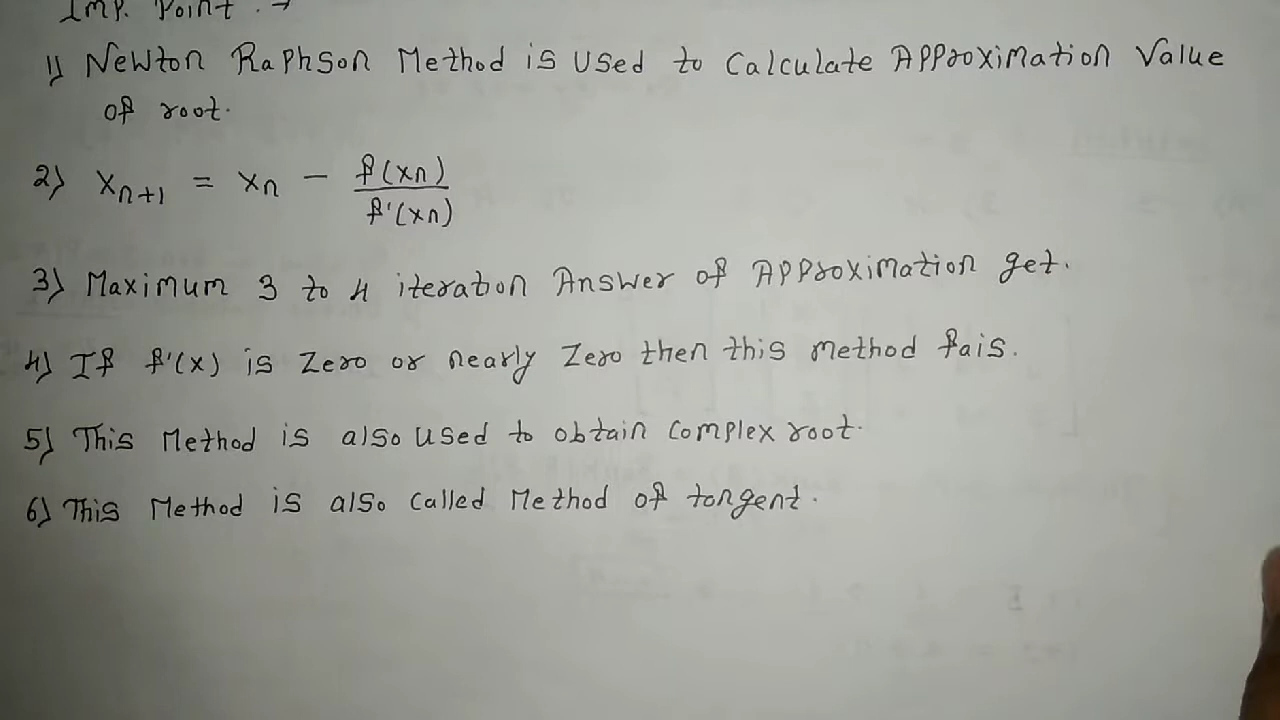 Imp. Point :→
1) Newton Raphson Method is used to Calculate Approximation Value
of root.
2) xn+1 = xn - f(xn)/f'(xn)
3) Maximum 3 to 4 iteration Answer of Approximation get.
4) If f'(x) is Zero or nearly Zero then this method fais.
5) This Method is also used to obtain Complex root.
6) This Method is also called Method of tangent.